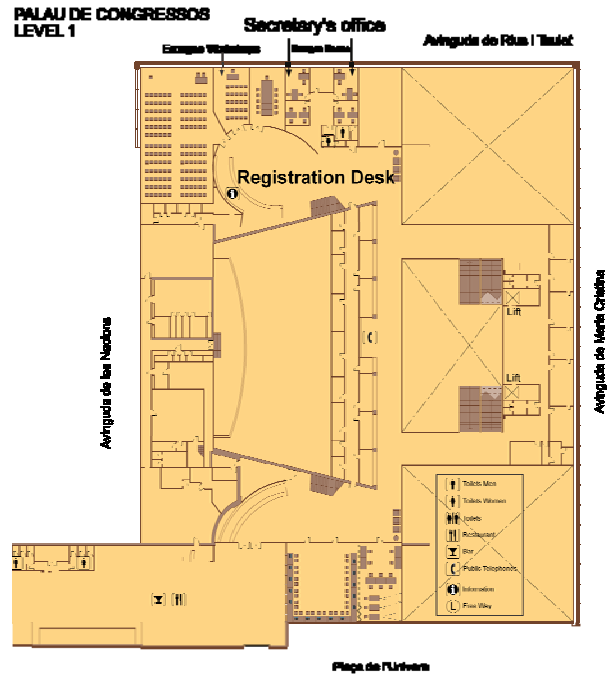 PALAU DE CONGRESSOS
LEVEL 1
Secretary's office
Avinguda de Rius I Taulet
Registration Desk
Avinguda de les Nacions
Avinguda de Maria Cristina
Lift
Lift
Toilets Men
Toilets Women
Toilets
Restaurant
Bar
Public Telephones
Information
Free Way
Plaça de l'Univers